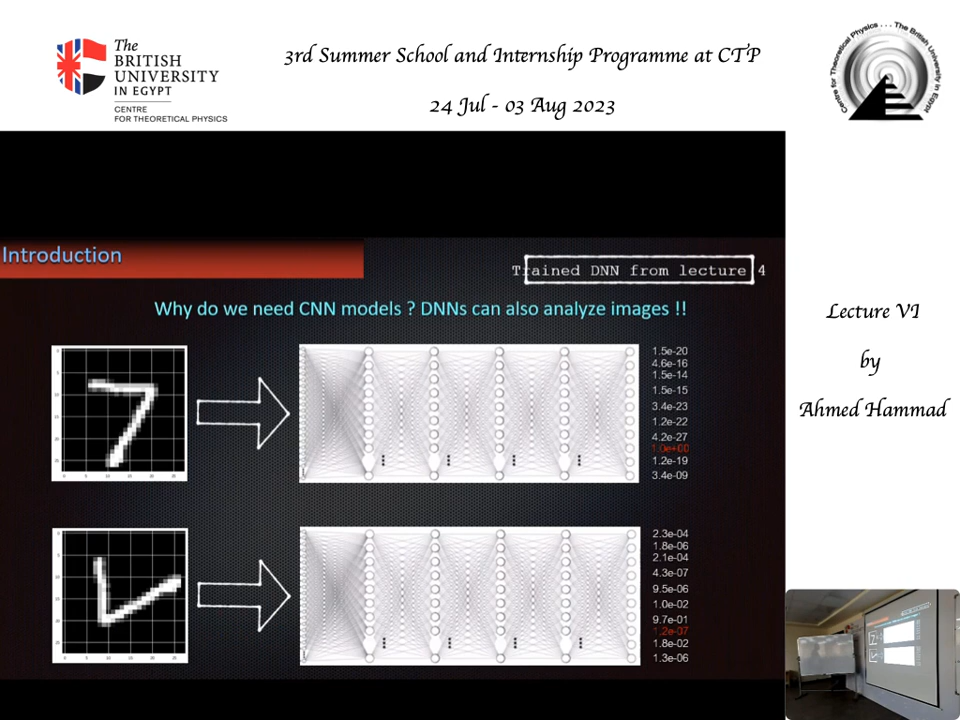 The
BRITISH
UNIVERSITY
IN EGYPT
CENTRE
FOR THEORETICAL PHYSICS
3rd Summer School and Internship Programme at CTP
24 Jul - 03 Aug 2023
Centre for Theoretical Physics . . . The British University in Egypt
Introduction
Trained DNN from lecture 4
Why do we need CNN models ? DNNs can also analyze images !!
1.5e-20
4.6e-16
1.5e-14
1.5e-15
3.4e-23
1.2e-22
4.2e-27
1.0e+00
1.2e-19
3.4e-09
2.3e-04
1.8e-06
2.1e-04
4.3e-07
9.5e-06
1.0e-02
9.7e-01
1.2e-07
1.8e-02
1.3e-06
Lecture VI
by
Ahmed Hammad